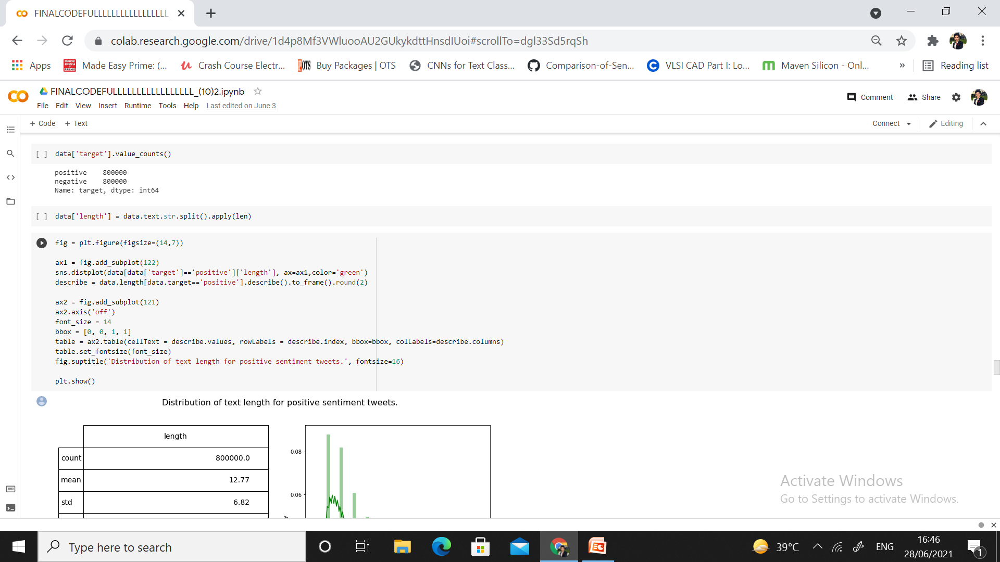 FINALCODEFULLLLLLLLLLLLLLLLL_
colab.research.google.com/drive/1d4p8Mf3VWluooAU2GUkykdttHnsdIUoi#scrollTo=dgl33Sd5rqSh
Apps
Made Easy Prime: (...
Crash Course Electr...
Buy Packages | OTS
CNNs for Text Class...
Comparison-of-Sen...
VLSI CAD Part I: Lo...
Maven Silicon - Onl...
»
Reading list
FINALCODEFULLLLLLLLLLLLLLLLL_(10)2.ipynb
Comment
Share
File Edit View Insert Runtime Tools Help Last edited on June 3
+ Code + Text
Connect
Editing
[ ] data['target'].value_counts()
positive 800000
negative 800000
Name: target, dtype: int64
[ ] data['length'] = data.text.str.split().apply(len)
fig = plt.figure(figsize=(14,7))
ax1 = fig.add_subplot(122)
sns.distplot(data[data['target']=='positive']['length'], ax=ax1,color='green')
describe = data.length[data.target=='positive'].describe().to_frame().round(2)
ax2 = fig.add_subplot(121)
ax2.axis('off')
font_size = 14
bbox = [0, 0, 1, 1]
table = ax2.table(cellText = describe.values, rowLabels = describe.index, bbox=bbox, colLabels=describe.columns)
table.set_fontsize(font_size)
fig.suptitle('Distribution of text length for positive sentiment tweets.', fontsize=16)
plt.show()
Distribution of text length for positive sentiment tweets.
length
count 800000.0
mean 12.77
std 6.82
0.08
0.06
Activate Windows
Go to Settings to activate Windows.
Type here to search
39°C
ENG
16:46
28/06/2021
1